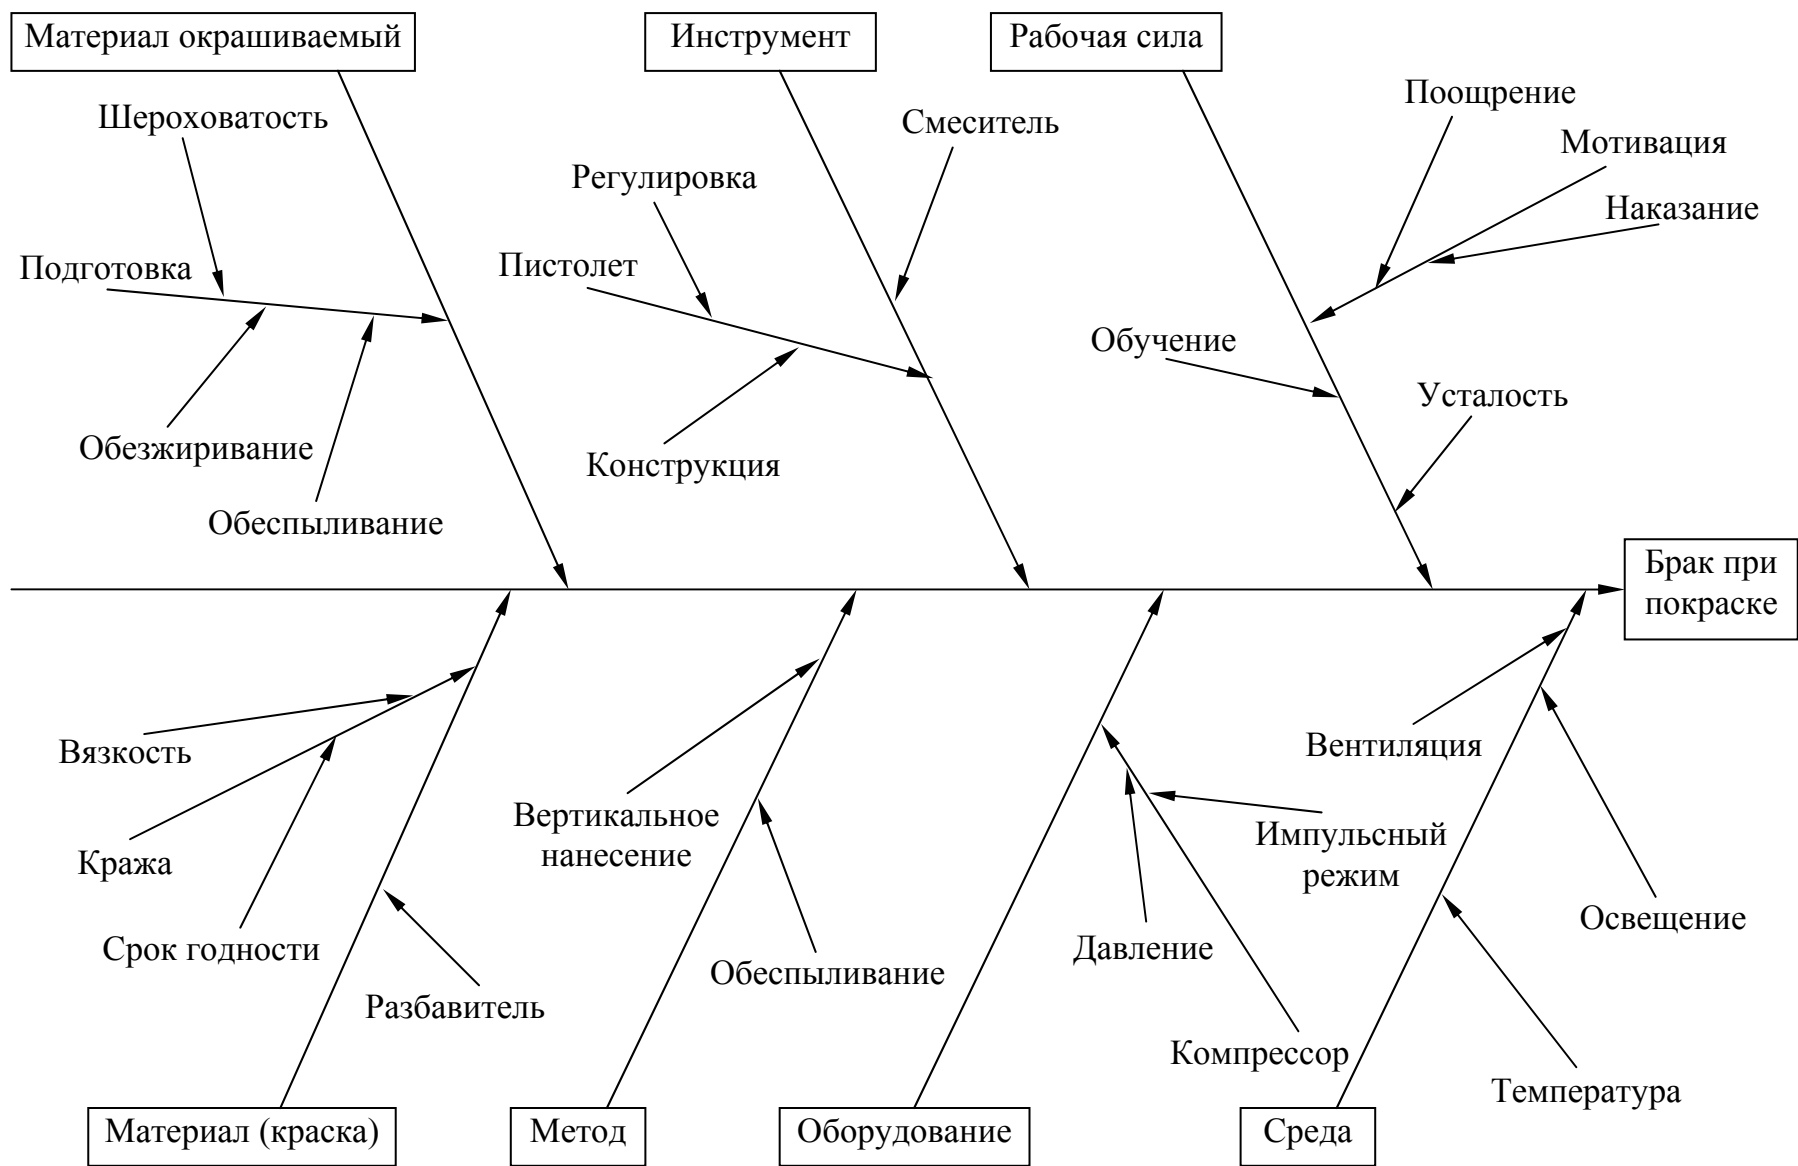 Материал окрашиваемый
Инструмент
Рабочая сила
Шероховатость
Подготовка
Обезжиривание
Обеспыливание
Смеситель
Регулировка
Пистолет
Конструкция
Поощрение
Мотивация
Наказание
Обучение
Усталость
Брак при
покраске
Вязкость
Кража
Срок годности
Разбавитель
Вертикальное
нанесение
Обеспыливание
Импульсный
режим
Давление
Компрессор
Вентиляция
Освещение
Температура
Материал (краска)
Метод
Оборудование
Среда